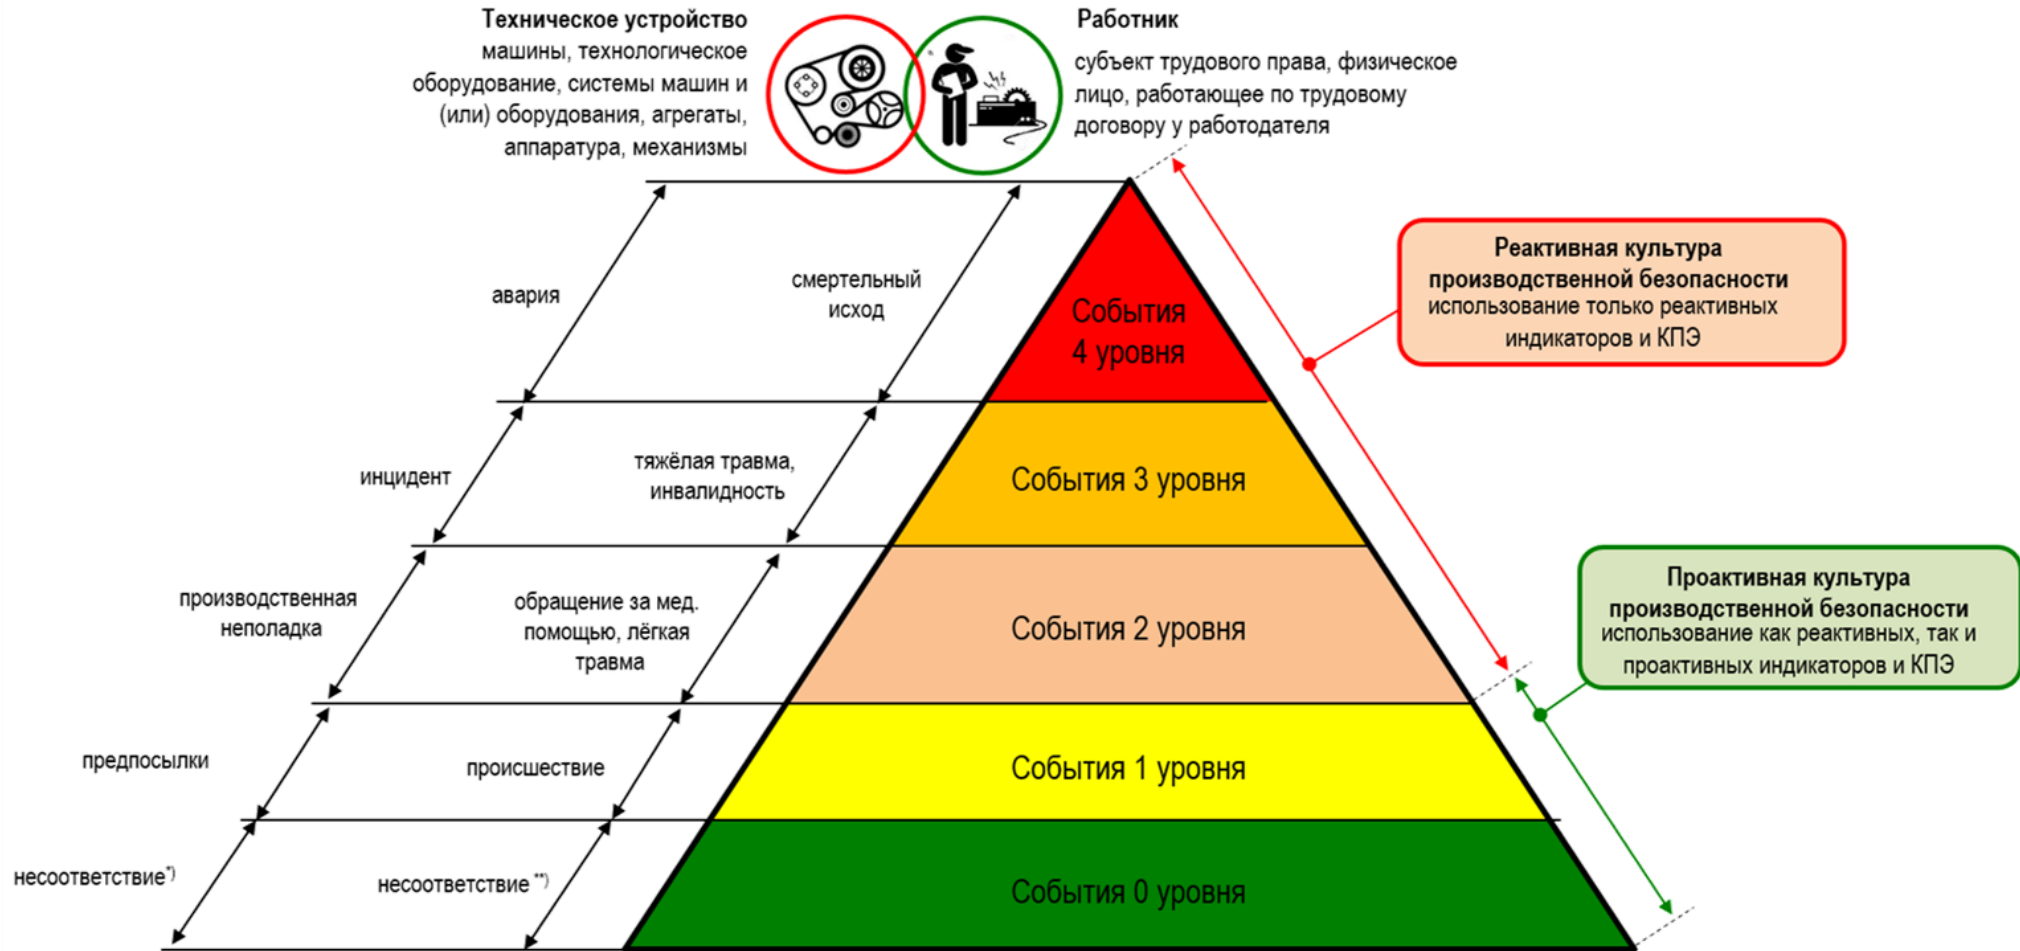 Техническое устройство
машины, технологическое
оборудование, системы машин и
(или) оборудования, агрегаты,
аппаратура, механизмы
Работник
субъект трудового права, физическое
лицо, работающее по трудовому
договору у работодателя
Реактивная культура
производственной безопасности
использование только реактивных
индикаторов и КПЭ
авария
смертельный
исход
События
4 уровня
инцидент
тяжёлая травма,
инвалидность
События 3 уровня
Проактивная культура
производственной безопасности
использование как реактивных, так и
проактивных индикаторов и КПЭ
производственная
неполадка
обращение за мед.
помощью, лёгкая
травма
События 2 уровня
предпосылки
происшествие
События 1 уровня
несоответствие*)
несоответствие **)
События 0 уровня